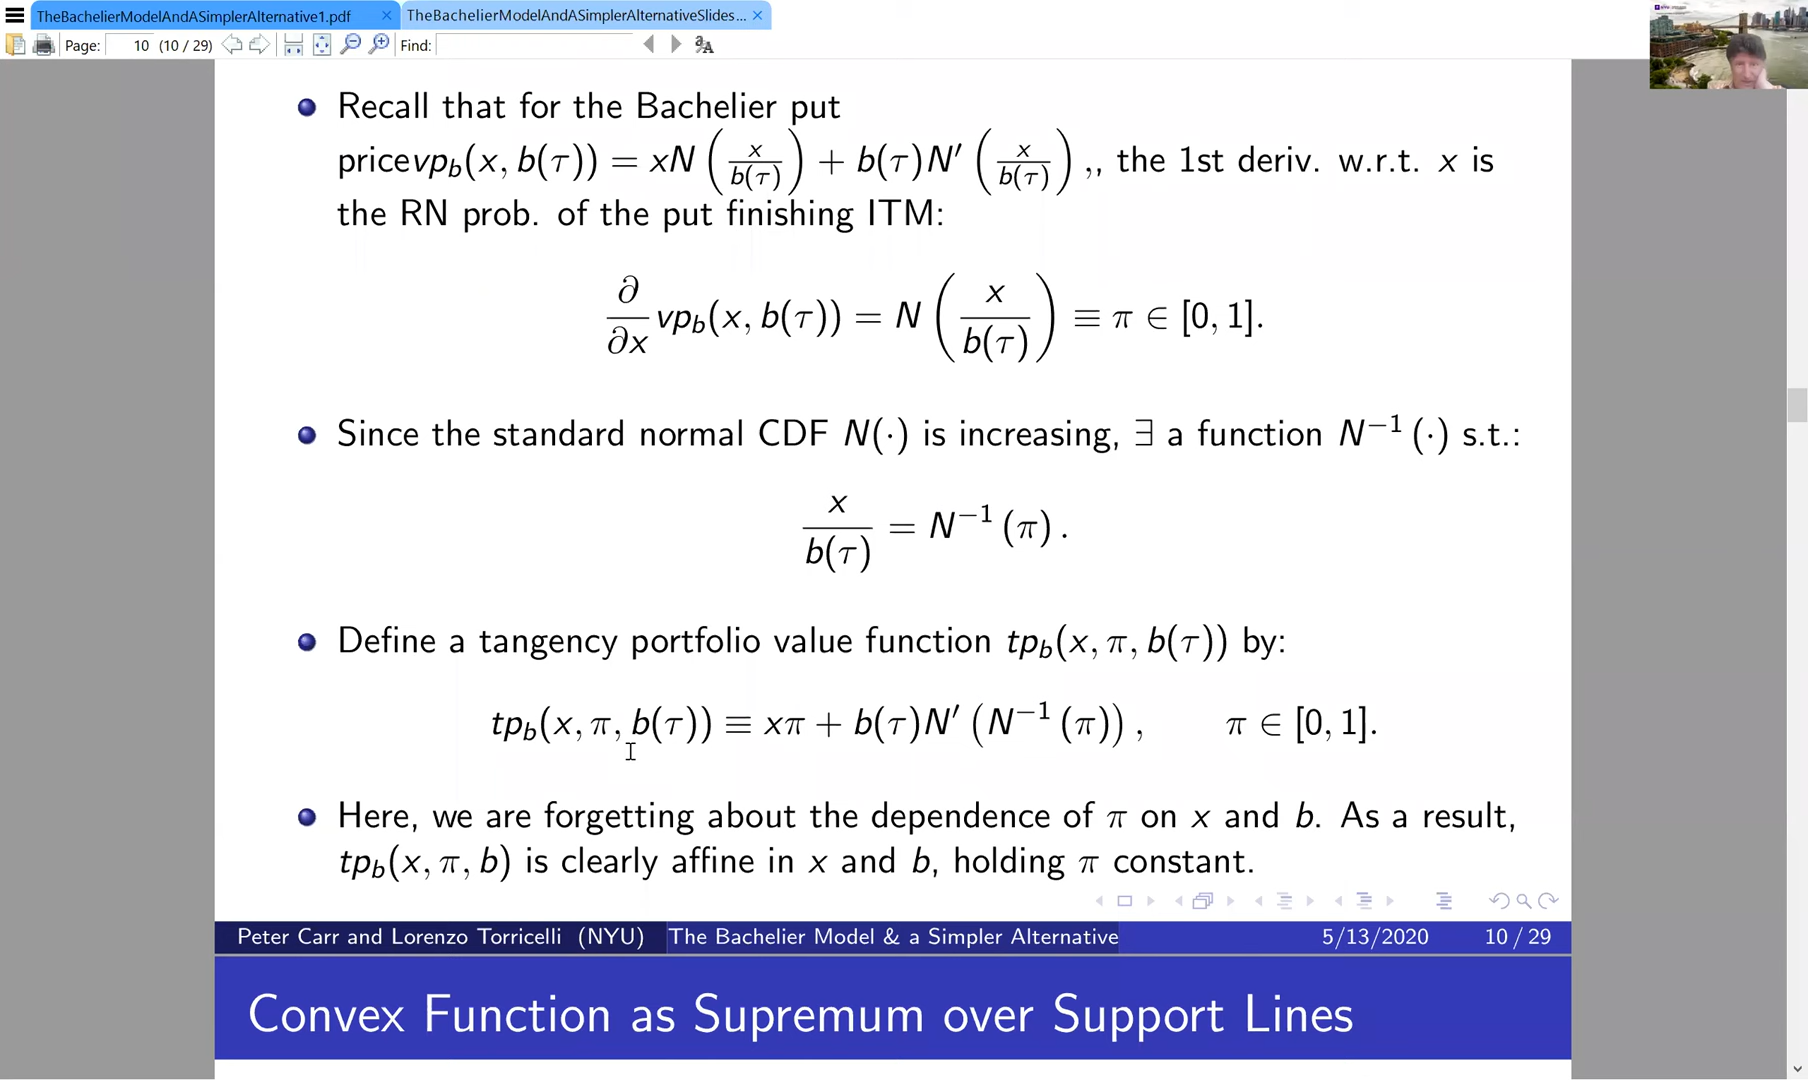 TheBachelierModelAndASimplerAlternative1.pdf × TheBachelierModelAndASimplerAlternativeSlides... ×
Page: 10 (10 / 29) Find:
Recall that for the Bachelier put
pricevp_b(x, b(τ)) = xN(x/b(τ)) + b(τ)N′(x/b(τ)),, the 1st deriv. w.r.t. x is
the RN prob. of the put finishing ITM:
∂/∂x vp_b(x, b(τ)) = N(x/b(τ)) ≡ π ∈ [0, 1].
Since the standard normal CDF N(·) is increasing, ∃ a function N⁻¹(·) s.t.:
x/b(τ) = N⁻¹(π).
Define a tangency portfolio value function tp_b(x, π, b(τ)) by:
tp_b(x, π, b(τ)) ≡ xπ + b(τ)N′(N⁻¹(π)), π ∈ [0, 1].
Here, we are forgetting about the dependence of π on x and b. As a result,
tp_b(x, π, b) is clearly affine in x and b, holding π constant.
Peter Carr and Lorenzo Torricelli (NYU) The Bachelier Model & a Simpler Alternative 5/13/2020 10 / 29
Convex Function as Supremum over Support Lines